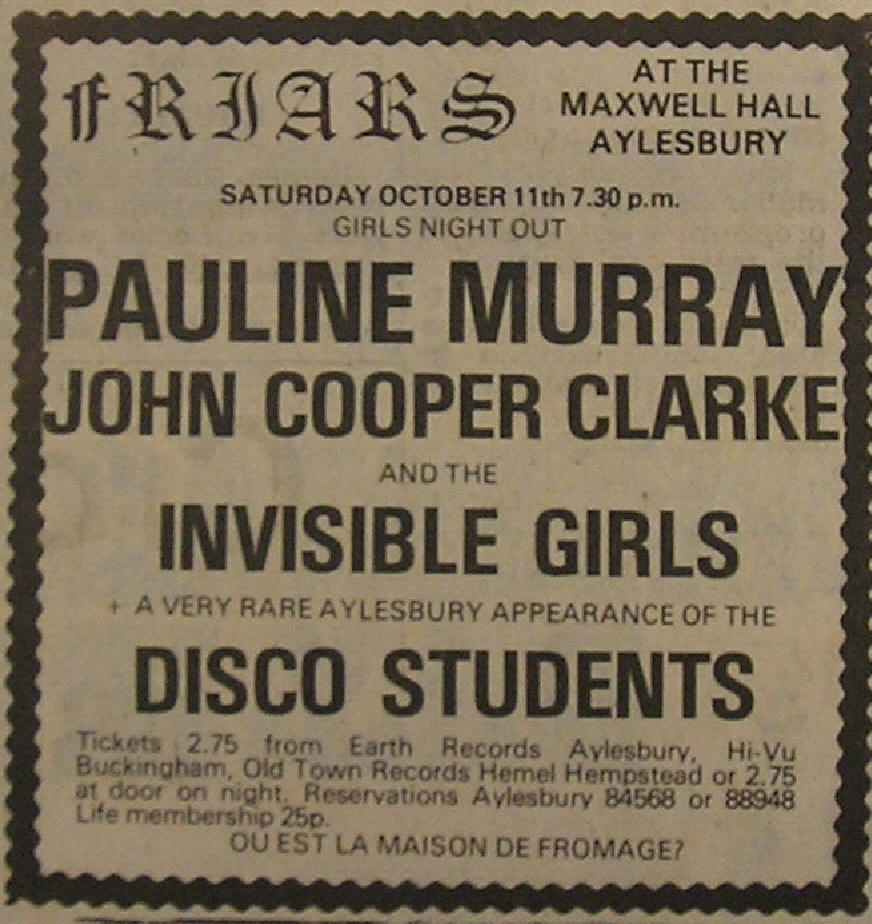 FRIARS
AT THE
MAXWELL HALL
AYLESBURY
SATURDAY OCTOBER 11th 7.30 p.m.
GIRLS NIGHT OUT
PAULINE MURRAY
JOHN COOPER CLARKE
AND THE
INVISIBLE GIRLS
+ A VERY RARE AYLESBURY APPEARANCE OF THE
DISCO STUDENTS
Tickets 2.75 from Earth Records Aylesbury, Hi-Vu
Buckingham, Old Town Records Hemel Hempstead or 2.75
at door on night. Reservations Aylesbury 84568 or 88948
Life membership 25p.
OU EST LA MAISON DE FROMAGE?